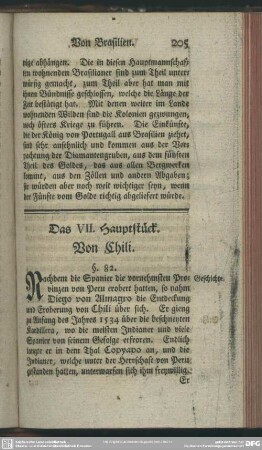 Von Brasilien. 205
nige abhängen. Die in diesen Hauptmannschaf-
ten wohnenden Brasilianer sind zum Theil unter-
würfig gemacht, zum Theil aber hat man mit
ihnen Bündnisse geschlossen, welche die Länge der
Zeit bestätigt hat. Mit denen weiter im Lande
wohnenden Wilden sind die Kolonien gezwungen,
noch öfters Kriege zu führen. Die Einkünfte,
die der König von Portugall aus Brasilien ziehet,
sind sehr ansehnlich und kommen aus der Ver-
pachtung der Diamantengruben, aus dem fünften
Theil des Goldes, das aus allen Bergwerken
kommt, aus den Zöllen und andern Abgaben;
sie würden aber noch weit wichtiger seyn, wenn
der Fünfte vom Golde richtig abgeliefert würde.
Das VII. Hauptstück.
Von Chili.
§. 82.
Nachdem die Spanier die vornehmsten Pro- Geschichte.
vinzen von Peru erobert hatten, so nahm
Diego von Almagro die Entdeckung
und Eroberung von Chili über sich. Er gieng
zu Anfang des Jahres 1534 über die beschneyten
Kordillera, wo die meisten Indianer und viele
Spanier von seinem Gefolge erfroren. Endlich
langte er in dem Thal Copyapo an, und die
Indianer, welche unter der Herrschaft von Peru
gestanden hatten, unterwarfen sich ihm freywillig.
Er